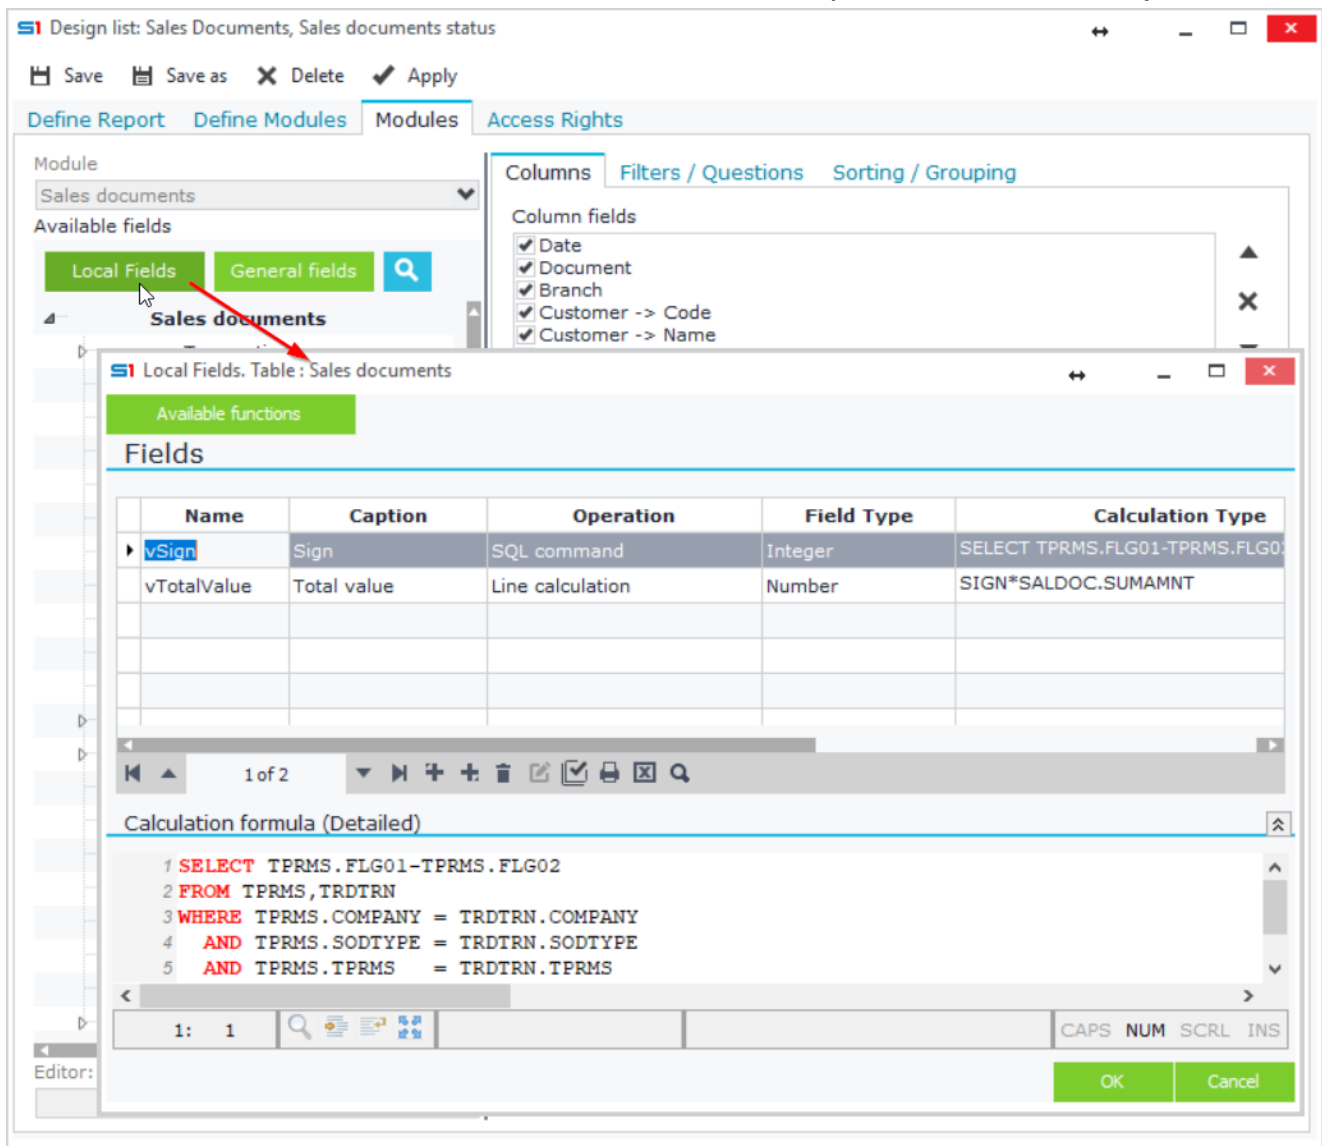 S1 Design list: Sales Documents, Sales documents status
Save Save as Delete Apply
Define Report Define Modules Modules Access Rights
Module
Sales documents
Available fields
Local Fields General fields
Sales documents
Columns Filters / Questions Sorting / Grouping
Column fields
Date
Document
Branch
Customer -> Code
Customer -> Name
S1 Local Fields. Table : Sales documents
Available functions
Fields
Name Caption Operation Field Type Calculation Type
vSign Sign SQL command Integer SELECT TPRMS.FLG01-TPRMS.FLG0
vTotalValue Total value Line calculation Number SIGN*SALDOC.SUMAMNT
1 of 2
Calculation formula (Detailed)
1 SELECT TPRMS.FLG01-TPRMS.FLG02
2 FROM TPRMS,TRDTRN
3 WHERE TPRMS.COMPANY = TRDTRN.COMPANY
4 AND TPRMS.SODTYPE = TRDTRN.SODTYPE
5 AND TPRMS.TPRMS = TRDTRN.TPRMS
1: 1 CAPS NUM SCRL INS
Editor:
OK Cancel